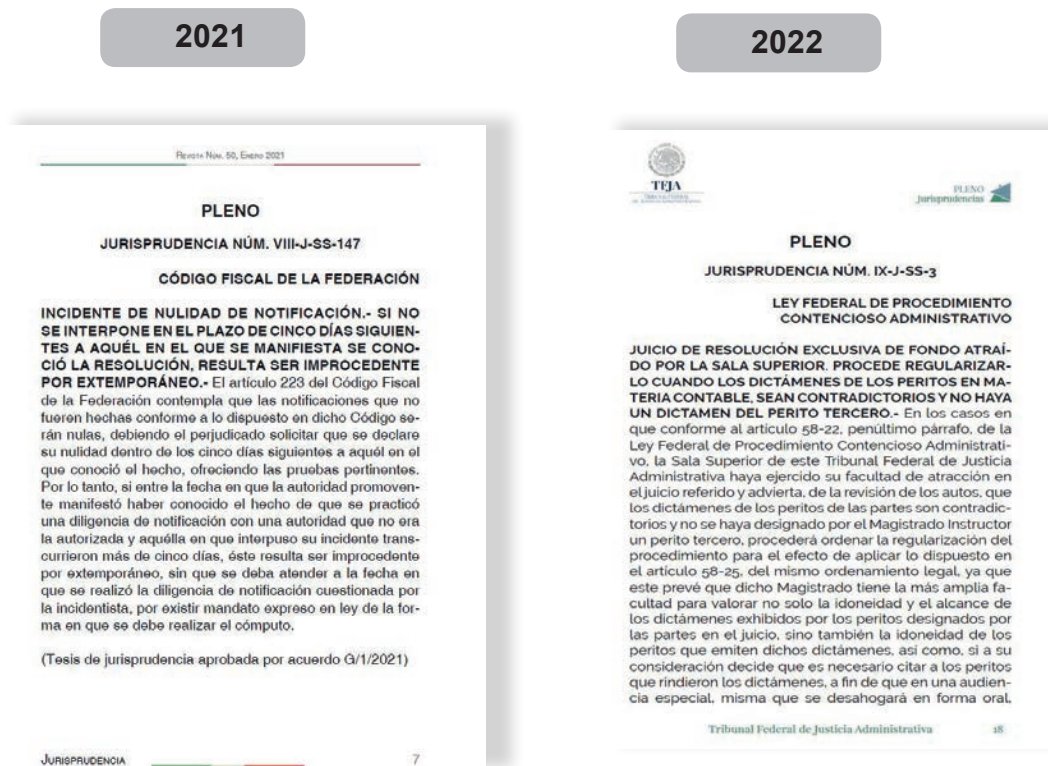 2021
2022
REVISTA NÚM. 50, ENERO 2021
PLENO
JURISPRUDENCIA NÚM. VIII-J-SS-147
CÓDIGO FISCAL DE LA FEDERACIÓN
INCIDENTE DE NULIDAD DE NOTIFICACIÓN.- SI NO
SE INTERPONE EN EL PLAZO DE CINCO DÍAS SIGUIEN-
TES A AQUÉL EN EL QUE SE MANIFIESTA SE CONO-
CIÓ LA RESOLUCIÓN, RESULTA SER IMPROCEDENTE
POR EXTEMPORÁNEO.- El artículo 223 del Código Fiscal
de la Federación contempla que las notificaciones que no
fueren hechas conforme a lo dispuesto en dicho Código se-
rán nulas, debiendo el perjudicado solicitar que se declare
su nulidad dentro de los cinco días siguientes a aquél en el
que conoció el hecho, ofreciendo las pruebas pertinentes.
Por lo tanto, si entre la fecha en que la autoridad promoven-
te manifestó haber conocido el hecho de que se practicó
una diligencia de notificación con una autoridad que no era
la autorizada y aquélla en que interpuso su incidente trans-
currieron más de cinco días, éste resulta ser improcedente
por extemporáneo, sin que se deba atender a la fecha en
que se realizó la diligencia de notificación cuestionada por
la incidentista, por existir mandato expreso en ley de la for-
ma en que se debe realizar el cómputo.
(Tesis de jurisprudencia aprobada por acuerdo G/1/2021)
JURISPRUDENCIA
7
TFJA
TRIBUNAL FEDERAL
DE JUSTICIA ADMINISTRATIVA
PLENO
Jurisprudencias
PLENO
JURISPRUDENCIA NÚM. IX-J-SS-3
LEY FEDERAL DE PROCEDIMIENTO
CONTENCIOSO ADMINISTRATIVO
JUICIO DE RESOLUCIÓN EXCLUSIVA DE FONDO ATRAÍ-
DO POR LA SALA SUPERIOR. PROCEDE REGULARIZAR-
LO CUANDO LOS DICTÁMENES DE LOS PERITOS EN MA-
TERIA CONTABLE, SEAN CONTRADICTORIOS Y NO HAYA
UN DICTAMEN DEL PERITO TERCERO.- En los casos en
que conforme al artículo 58-22, penúltimo párrafo, de la
Ley Federal de Procedimiento Contencioso Administrati-
vo, la Sala Superior de este Tribunal Federal de Justicia
Administrativa haya ejercido su facultad de atracción en
el juicio referido y advierta, de la revisión de los autos, que
los dictámenes de los peritos de las partes son contradic-
torios y no se haya designado por el Magistrado Instructor
un perito tercero, procederá ordenar la regularización del
procedimiento para el efecto de aplicar lo dispuesto en
el artículo 58-25, del mismo ordenamiento legal, ya que
este prevé que dicho Magistrado tiene la más amplia fa-
cultad para valorar no solo la idoneidad y el alcance de
los dictámenes exhibidos por los peritos designados por
las partes en el juicio, sino también la idoneidad de los
peritos que emiten dichos dictámenes, así como, si a su
consideración decide que es necesario citar a los peritos
que rindieron los dictámenes, a fin de que en una audien-
cia especial, misma que se desahogará en forma oral,
Tribunal Federal de Justicia Administrativa
18